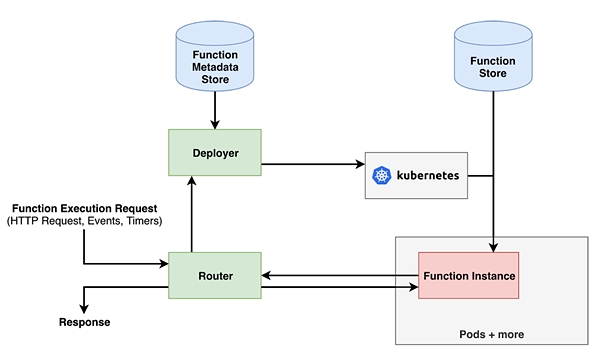 Function
Metadata
Store
Function
Store
Deployer
kubernetes
Function Execution Request
(HTTP Request, Events, Timers)
Router
Function Instance
Response
Pods + more